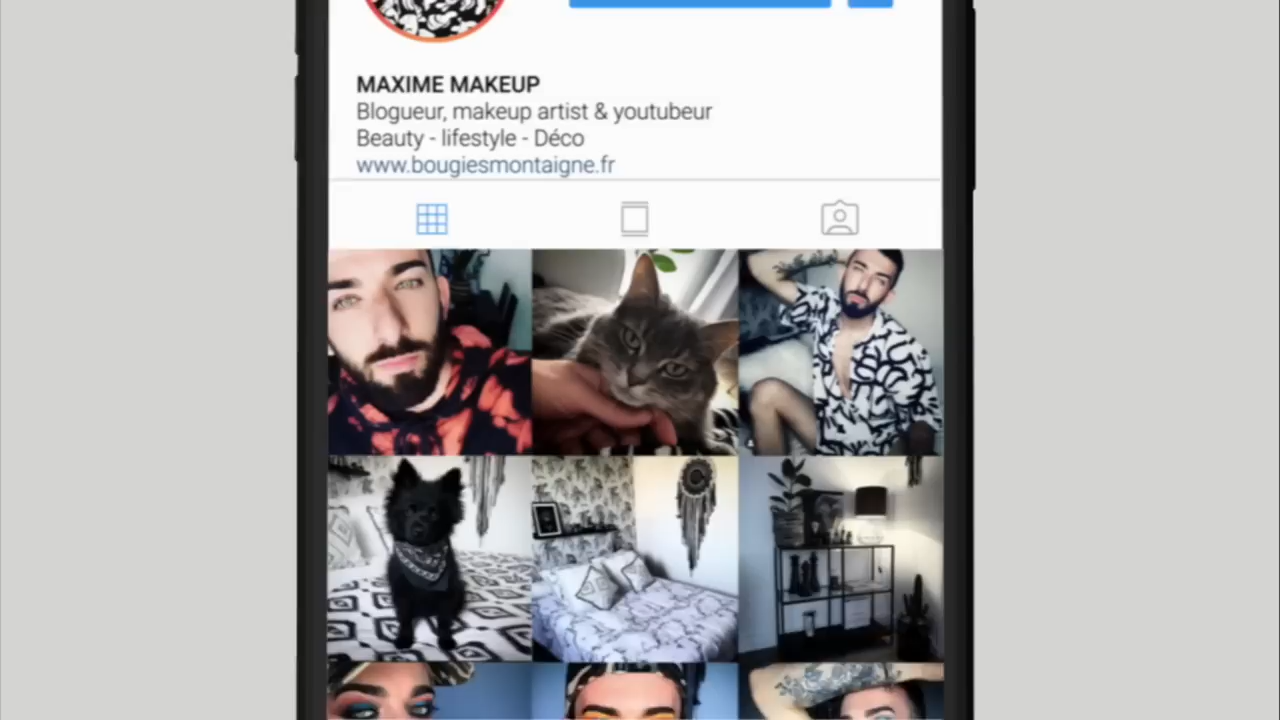 MAXIME MAKEUP
Blogueur, makeup artist & youtubeur
Beauty - lifestyle - Déco
www.bougiesmontaigne.fr